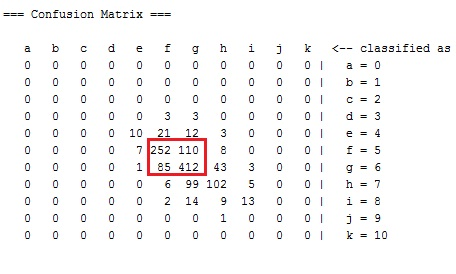 === Confusion Matrix ===
a b c d e f g h i j k <-- classified as
0 0 0 0 0 0 0 0 0 0 0 | a = 0
0 0 0 0 0 0 0 0 0 0 0 | b = 1
0 0 0 0 0 0 0 0 0 0 0 | c = 2
0 0 0 0 0 3 3 0 0 0 0 | d = 3
0 0 0 0 10 21 12 3 0 0 0 | e = 4
0 0 0 0 7 252 110 8 0 0 0 | f = 5
0 0 0 0 1 85 412 43 3 0 0 | g = 6
0 0 0 0 0 6 99 102 5 0 0 | h = 7
0 0 0 0 0 2 14 9 13 0 0 | i = 8
0 0 0 0 0 0 0 1 0 0 0 | j = 9
0 0 0 0 0 0 0 0 0 0 0 | k = 10